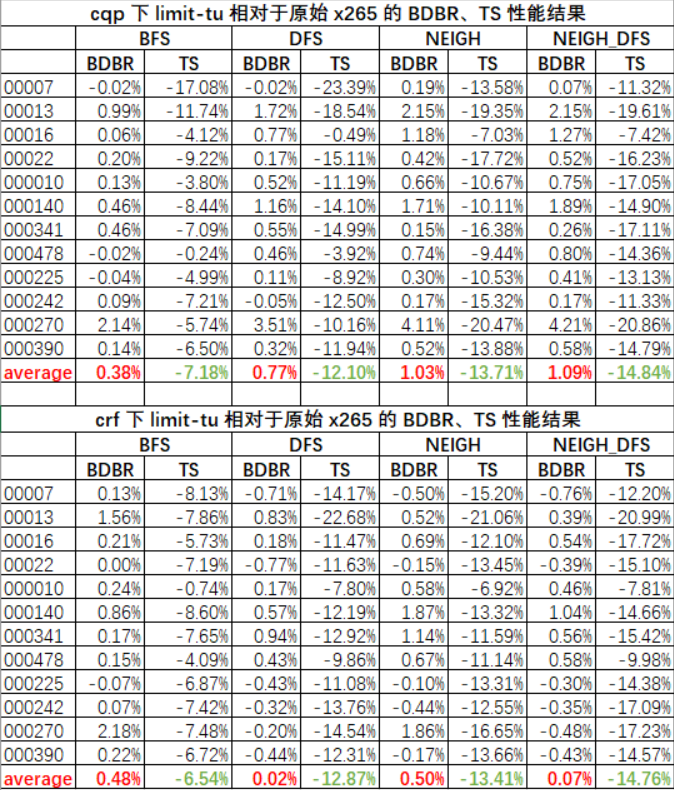 cqp 下 limit-tu 相对于原始 x265 的 BDBR、TS 性能结果
BFS DFS NEIGH NEIGH_DFS
BDBR TS BDBR TS BDBR TS BDBR TS
00007 -0.02% -17.08% -0.02% -23.39% 0.19% -13.58% 0.07% -11.32%
00013 0.99% -11.74% 1.72% -18.54% 2.15% -19.35% 2.15% -19.61%
00016 0.06% -4.12% 0.77% -0.49% 1.18% -7.03% 1.27% -7.42%
00022 0.20% -9.22% 0.17% -15.11% 0.42% -17.72% 0.52% -16.23%
000010 0.13% -3.80% 0.52% -11.19% 0.66% -10.67% 0.75% -17.05%
000140 0.46% -8.44% 1.16% -14.10% 1.71% -10.11% 1.89% -14.90%
000341 0.46% -7.09% 0.55% -14.99% 0.15% -16.38% 0.26% -17.11%
000478 -0.02% -0.24% 0.46% -3.92% 0.74% -9.44% 0.80% -14.36%
000225 -0.04% -4.99% 0.11% -8.92% 0.30% -10.53% 0.41% -13.13%
000242 0.09% -7.21% -0.05% -12.50% 0.17% -15.32% 0.17% -11.33%
000270 2.14% -5.74% 3.51% -10.16% 4.11% -20.47% 4.21% -20.86%
000390 0.14% -6.50% 0.32% -11.94% 0.52% -13.88% 0.58% -14.79%
average 0.38% -7.18% 0.77% -12.10% 1.03% -13.71% 1.09% -14.84%
crf 下 limit-tu 相对于原始 x265 的 BDBR、TS 性能结果
BFS DFS NEIGH NEIGH_DFS
BDBR TS BDBR TS BDBR TS BDBR TS
00007 0.13% -8.13% -0.71% -14.17% -0.50% -15.20% -0.76% -12.20%
00013 1.56% -7.86% 0.83% -22.68% 0.52% -21.06% 0.39% -20.99%
00016 0.21% -5.73% 0.18% -11.47% 0.69% -12.10% 0.54% -17.72%
00022 0.00% -7.19% -0.77% -11.63% -0.15% -13.45% -0.39% -15.10%
000010 0.24% -0.74% 0.17% -7.80% 0.58% -6.92% 0.46% -7.81%
000140 0.86% -8.60% 0.57% -12.19% 1.87% -13.32% 1.04% -14.66%
000341 0.17% -7.65% 0.94% -12.92% 1.14% -11.59% 0.56% -15.42%
000478 0.15% -4.09% 0.43% -9.86% 0.67% -11.14% 0.58% -9.98%
000225 -0.07% -6.87% -0.43% -11.08% -0.10% -13.31% -0.30% -14.38%
000242 0.07% -7.42% -0.32% -13.76% -0.44% -12.55% -0.35% -17.09%
000270 2.18% -7.48% -0.20% -14.54% 1.86% -16.65% -0.48% -17.23%
000390 0.22% -6.72% -0.44% -12.31% -0.17% -13.66% -0.43% -14.57%
average 0.48% -6.54% 0.02% -12.87% 0.50% -13.41% 0.07% -14.76%